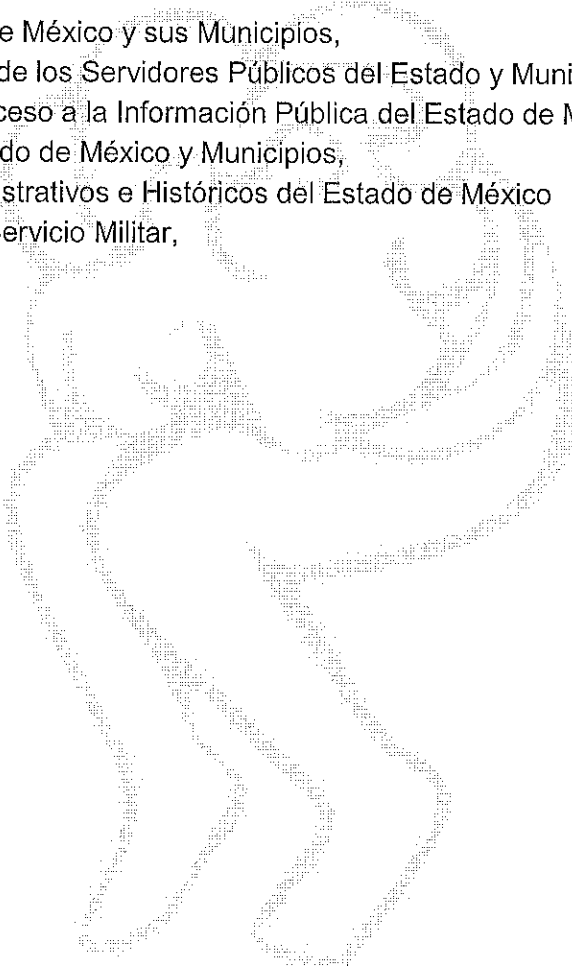 e México y sus Municipios,
de los Servidores Públicos del Estado y Muni
ceso a la Información Pública del Estado de M
do de México y Municipios,
strativos e Históricos del Estado de México
ervicio Militar,